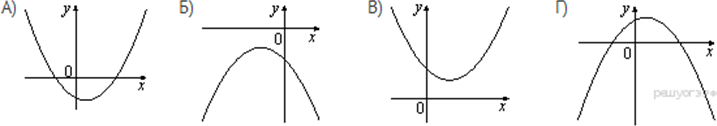 А) y 0 x
Б) y 0 x
В) y 0 x
Г) y 0 x
решуогэ.рф